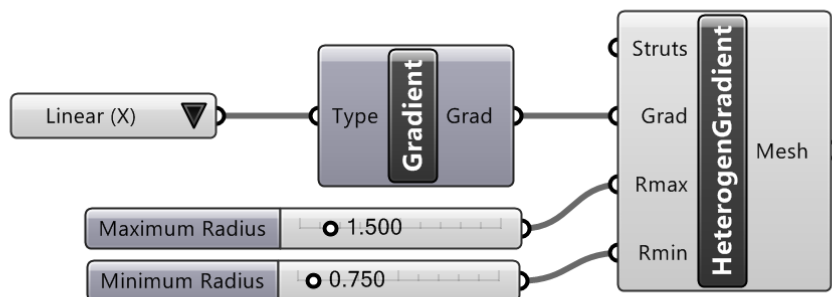 Struts
Linear (X)
Type
Gradient
Grad
Grad
HeterogenGradient
Mesh
Rmax
Maximum Radius
1.500
Rmin
Minimum Radius
0.750